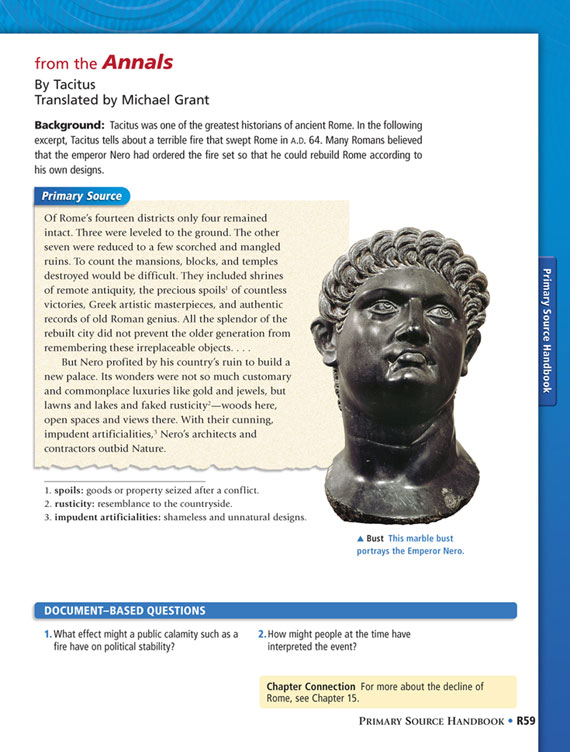 from the Annals
By Tacitus
Translated by Michael Grant
Background: Tacitus was one of the greatest historians of ancient Rome. In the following
excerpt, Tacitus tells about a terrible fire that swept Rome in A.D. 64. Many Romans believed
that the emperor Nero had ordered the fire set so that he could rebuild Rome according to
his own designs.
Primary Source
Of Rome's fourteen districts only four remained
intact. Three were leveled to the ground. The other
seven were reduced to a few scorched and mangled
ruins. To count the mansions, blocks, and temples
destroyed would be difficult. They included shrines
of remote antiquity, the precious spoils¹ of countless
victories, Greek artistic masterpieces, and authentic
records of old Roman genius. All the splendor of the
rebuilt city did not prevent the older generation from
remembering these irreplaceable objects. . . .
But Nero profited by his country's ruin to build a
new palace. Its wonders were not so much customary
and commonplace luxuries like gold and jewels, but
lawns and lakes and faked rusticity²—woods here,
open spaces and views there. With their cunning,
impudent artificialities,³ Nero's architects and
contractors outbid Nature.
1. spoils: goods or property seized after a conflict.
2. rusticity: resemblance to the countryside.
3. impudent artificialities: shameless and unnatural designs.
▲ Bust This marble bust
portrays the Emperor Nero.
Primary Source Handbook
DOCUMENT–BASED QUESTIONS
1. What effect might a public calamity such as a
fire have on political stability?
2. How might people at the time have
interpreted the event?
Chapter Connection For more about the decline of
Rome, see Chapter 15.
PRIMARY SOURCE HANDBOOK • R59